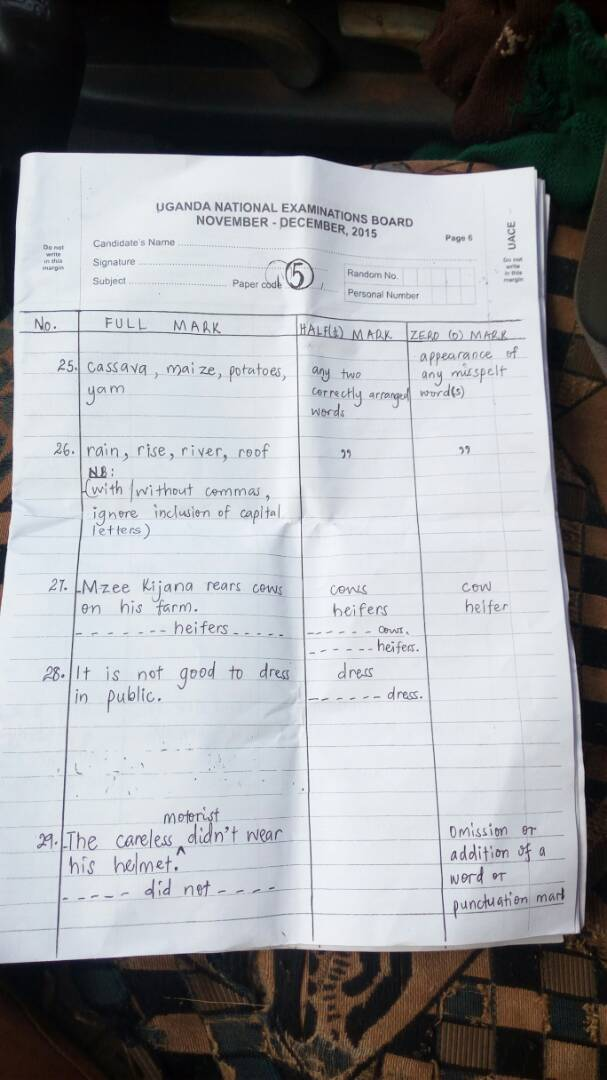 UGANDA NATIONAL EXAMINATIONS BOARD
NOVEMBER - DECEMBER, 2015
Page 6
UACE
Do not
write
in this
margin
Do not
write
in this
margin
Candidate's Name
Signature
Subject
Paper code 5
Random No.
Personal Number
No. FULL MARK HALF(½) MARK ZERO (0) MARK
25. cassava, maize, potatoes,
yam
any two
correctly arranged
words
appearance of
any misspelt
word(s)
26. rain, rise, river, roof
NB:
(with/without commas,
ignore inclusion of capital
letters)
,,
,,
27. Mzee Kijana rears cows
on his farm.
------- heifers -----
cows
heifers
------ cows.
------ heifers.
cow
heifer
28. It is not good to dress
in public.
dress
------ dress.
29. The careless ^ didn't wear
motorist
his helmet.
----- did not ----
Omission or
addition of a
word or
punctuation mark